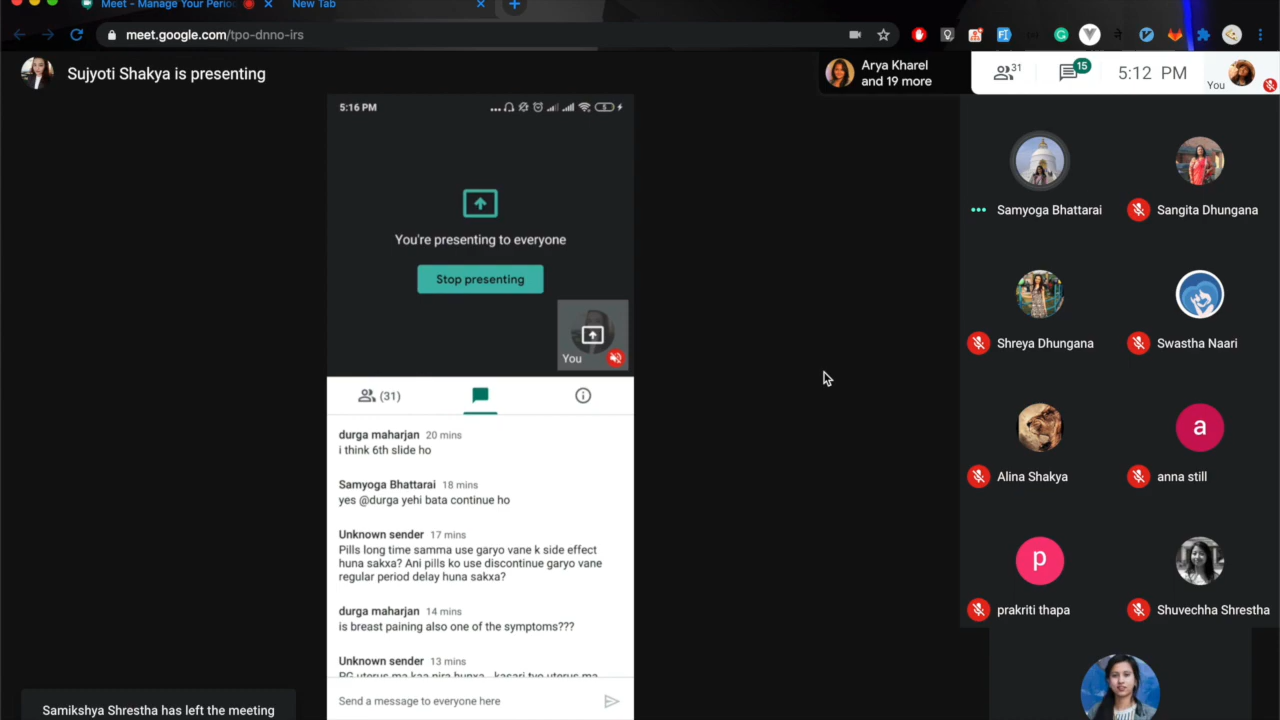 Meet - Manage Your Perio
New Tab
meet.google.com/tpo-dnno-irs
Sujyoti Shakya is presenting
Arya Kharel
and 19 more
31
15
5:12 PM
You
5:16 PM
You're presenting to everyone
Stop presenting
You
(31)
durga maharjan 20 mins
i think 6th slide ho
Samyoga Bhattarai 18 mins
yes @durga yehi bata continue ho
Unknown sender 17 mins
Pills long time samma use garyo vane k side effect
huna sakxa? Ani pills ko use discontinue garyo vane
regular period delay huna sakxa?
durga maharjan 14 mins
is breast paining also one of the symptoms???
Unknown sender 13 mins
PG uterus ma kaa nira hunxa
Send a message to everyone here
Samyoga Bhattarai
Sangita Dhungana
Shreya Dhungana
Swastha Naari
Alina Shakya
a
anna still
p
prakriti thapa
Shuvechha Shrestha
Samikshya Shrestha has left the meeting